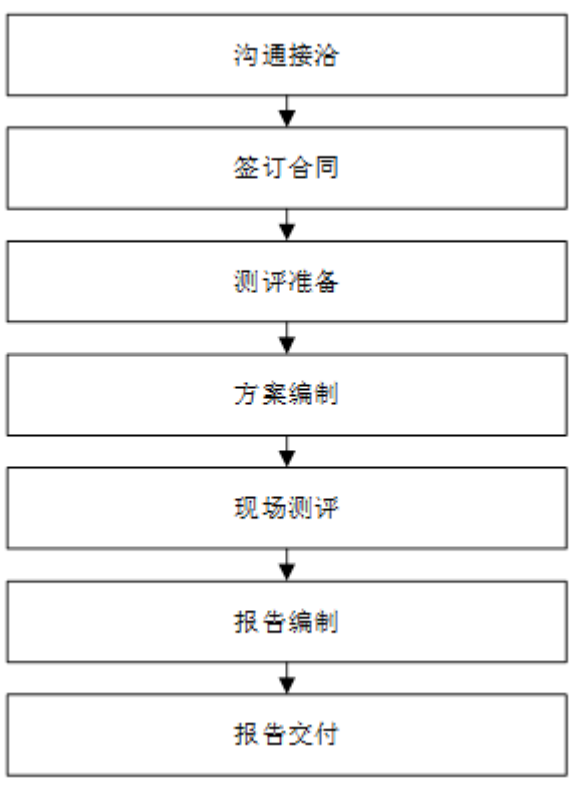 沟通接洽
签订合同
测评准备
方案编制
现场测评
报告编制
报告交付